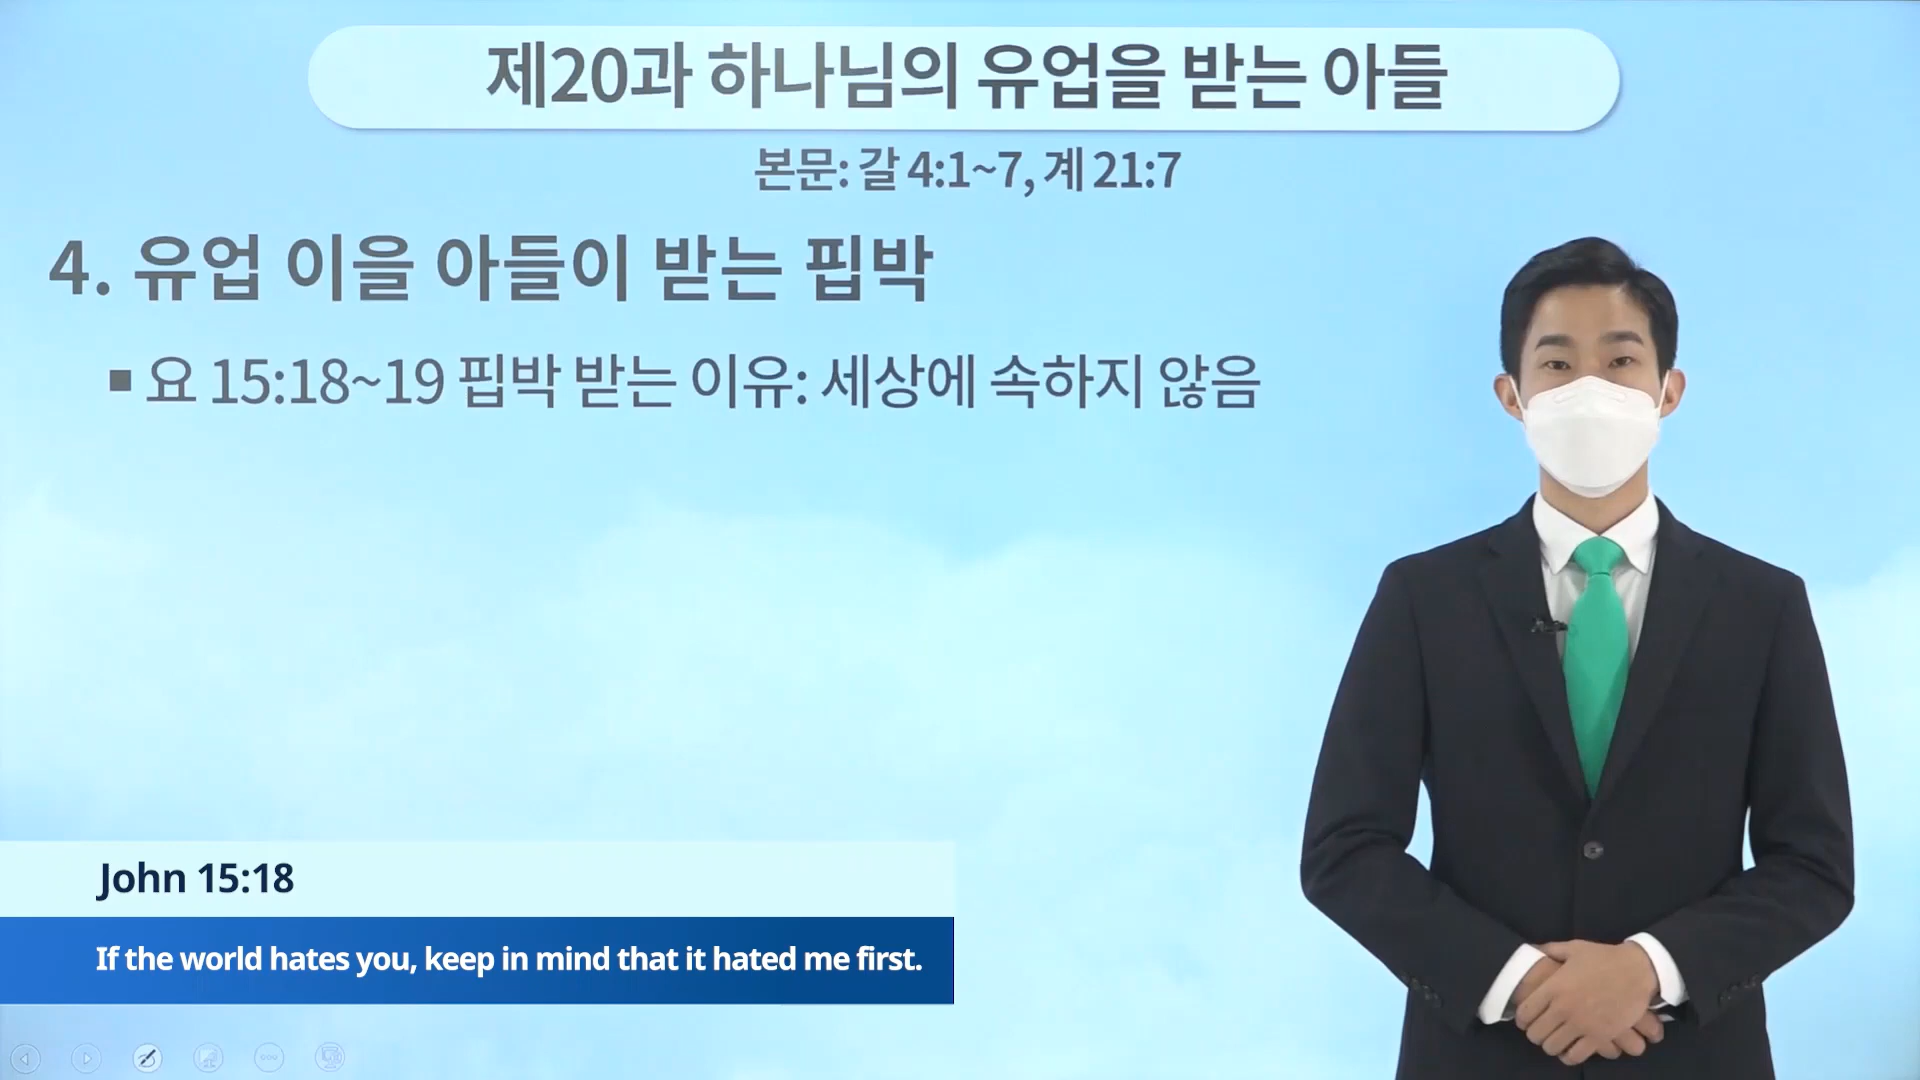 제20과 하나님의 유업을 받는 아들
본문: 갈 4:1~7, 계 21:7
4. 유업 이을 아들이 받는 핍박
▪ 요 15:18~19 핍박 받는 이유: 세상에 속하지 않음
John 15:18
If the world hates you, keep in mind that it hated me first.